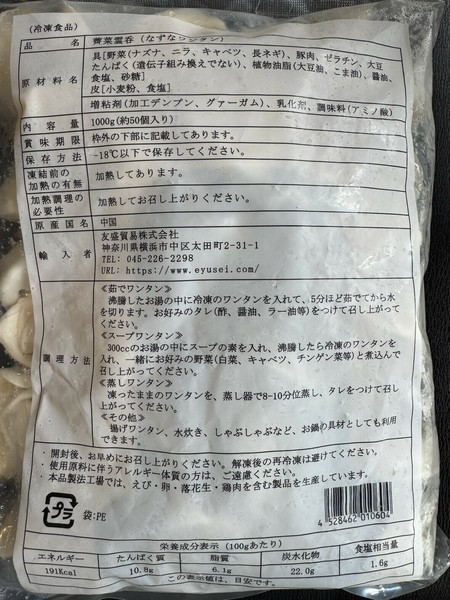 (冷凍食品)
品 名 薺菜雲呑 (なずなワンタン)
原材料名 具[野菜(ナズナ、ニラ、キャベツ、長ネギ)、豚肉、ゼラチン、大豆
たんぱく(遺伝子組み換えでない)、植物油脂(大豆油、ごま油)、醤油、
食塩、砂糖]
皮[小麦粉、食塩]
増粘剤(加工デンプン、グァーガム)、乳化剤、調味料(アミノ酸)
内容量 1000g(約50個入り)
賞味期限 枠外の下部に記載してあります。
保存方法 -18℃以下で保存してください。
凍結前の
加熱の有無 加熱してあります。
加熱調理の
必要性 加熱してお召し上がりください。
原産国名 中国
輸入者 友盛貿易株式会社
神奈川県横浜市中区太田町2-31-1
TEL: 045-226-2298
URL: https://www.eyusei.com/
調理方法 ≪茹でワンタン≫
沸騰したお湯の中に冷凍のワンタンを入れて、5分ほど茹でてから水
を切ります。お好みのタレ(酢、醤油、ラー油等)をつけて召し上がっ
てください。
≪スープワンタン≫
300ccのお湯の中にスープの素を入れ、沸騰したら冷凍のワンタン
を入れ、一緒にお好みの野菜(白菜、キャベツ、チンゲン菜等)と煮込んで
召し上がってください。
≪蒸しワンタン≫
凍ったままのワンタンを、蒸し器で8-10分位蒸し、タレをつけて召し
上がってください。
≪その他≫
揚げワンタン、水炊き、しゃぶしゃぶなど、お鍋の具材としても利用
できます。
・開封後、お早めにお召し上がりください。解凍後の再冷凍は避けてください。
・使用原料に伴うアレルギー体質の方は、ご遠慮ください。
・本品製造工場では、えび・卵・落花生・鶏肉を含む製品を生産しています。
プラ
袋:PE
4 528462 010604
栄養成分表示 (100gあたり)
エネルギー たんぱく質 脂質 炭水化物 食塩相当量
191Kcal 10.8g 6.1g 22.0g 1.6g
この表示値は、目安です。